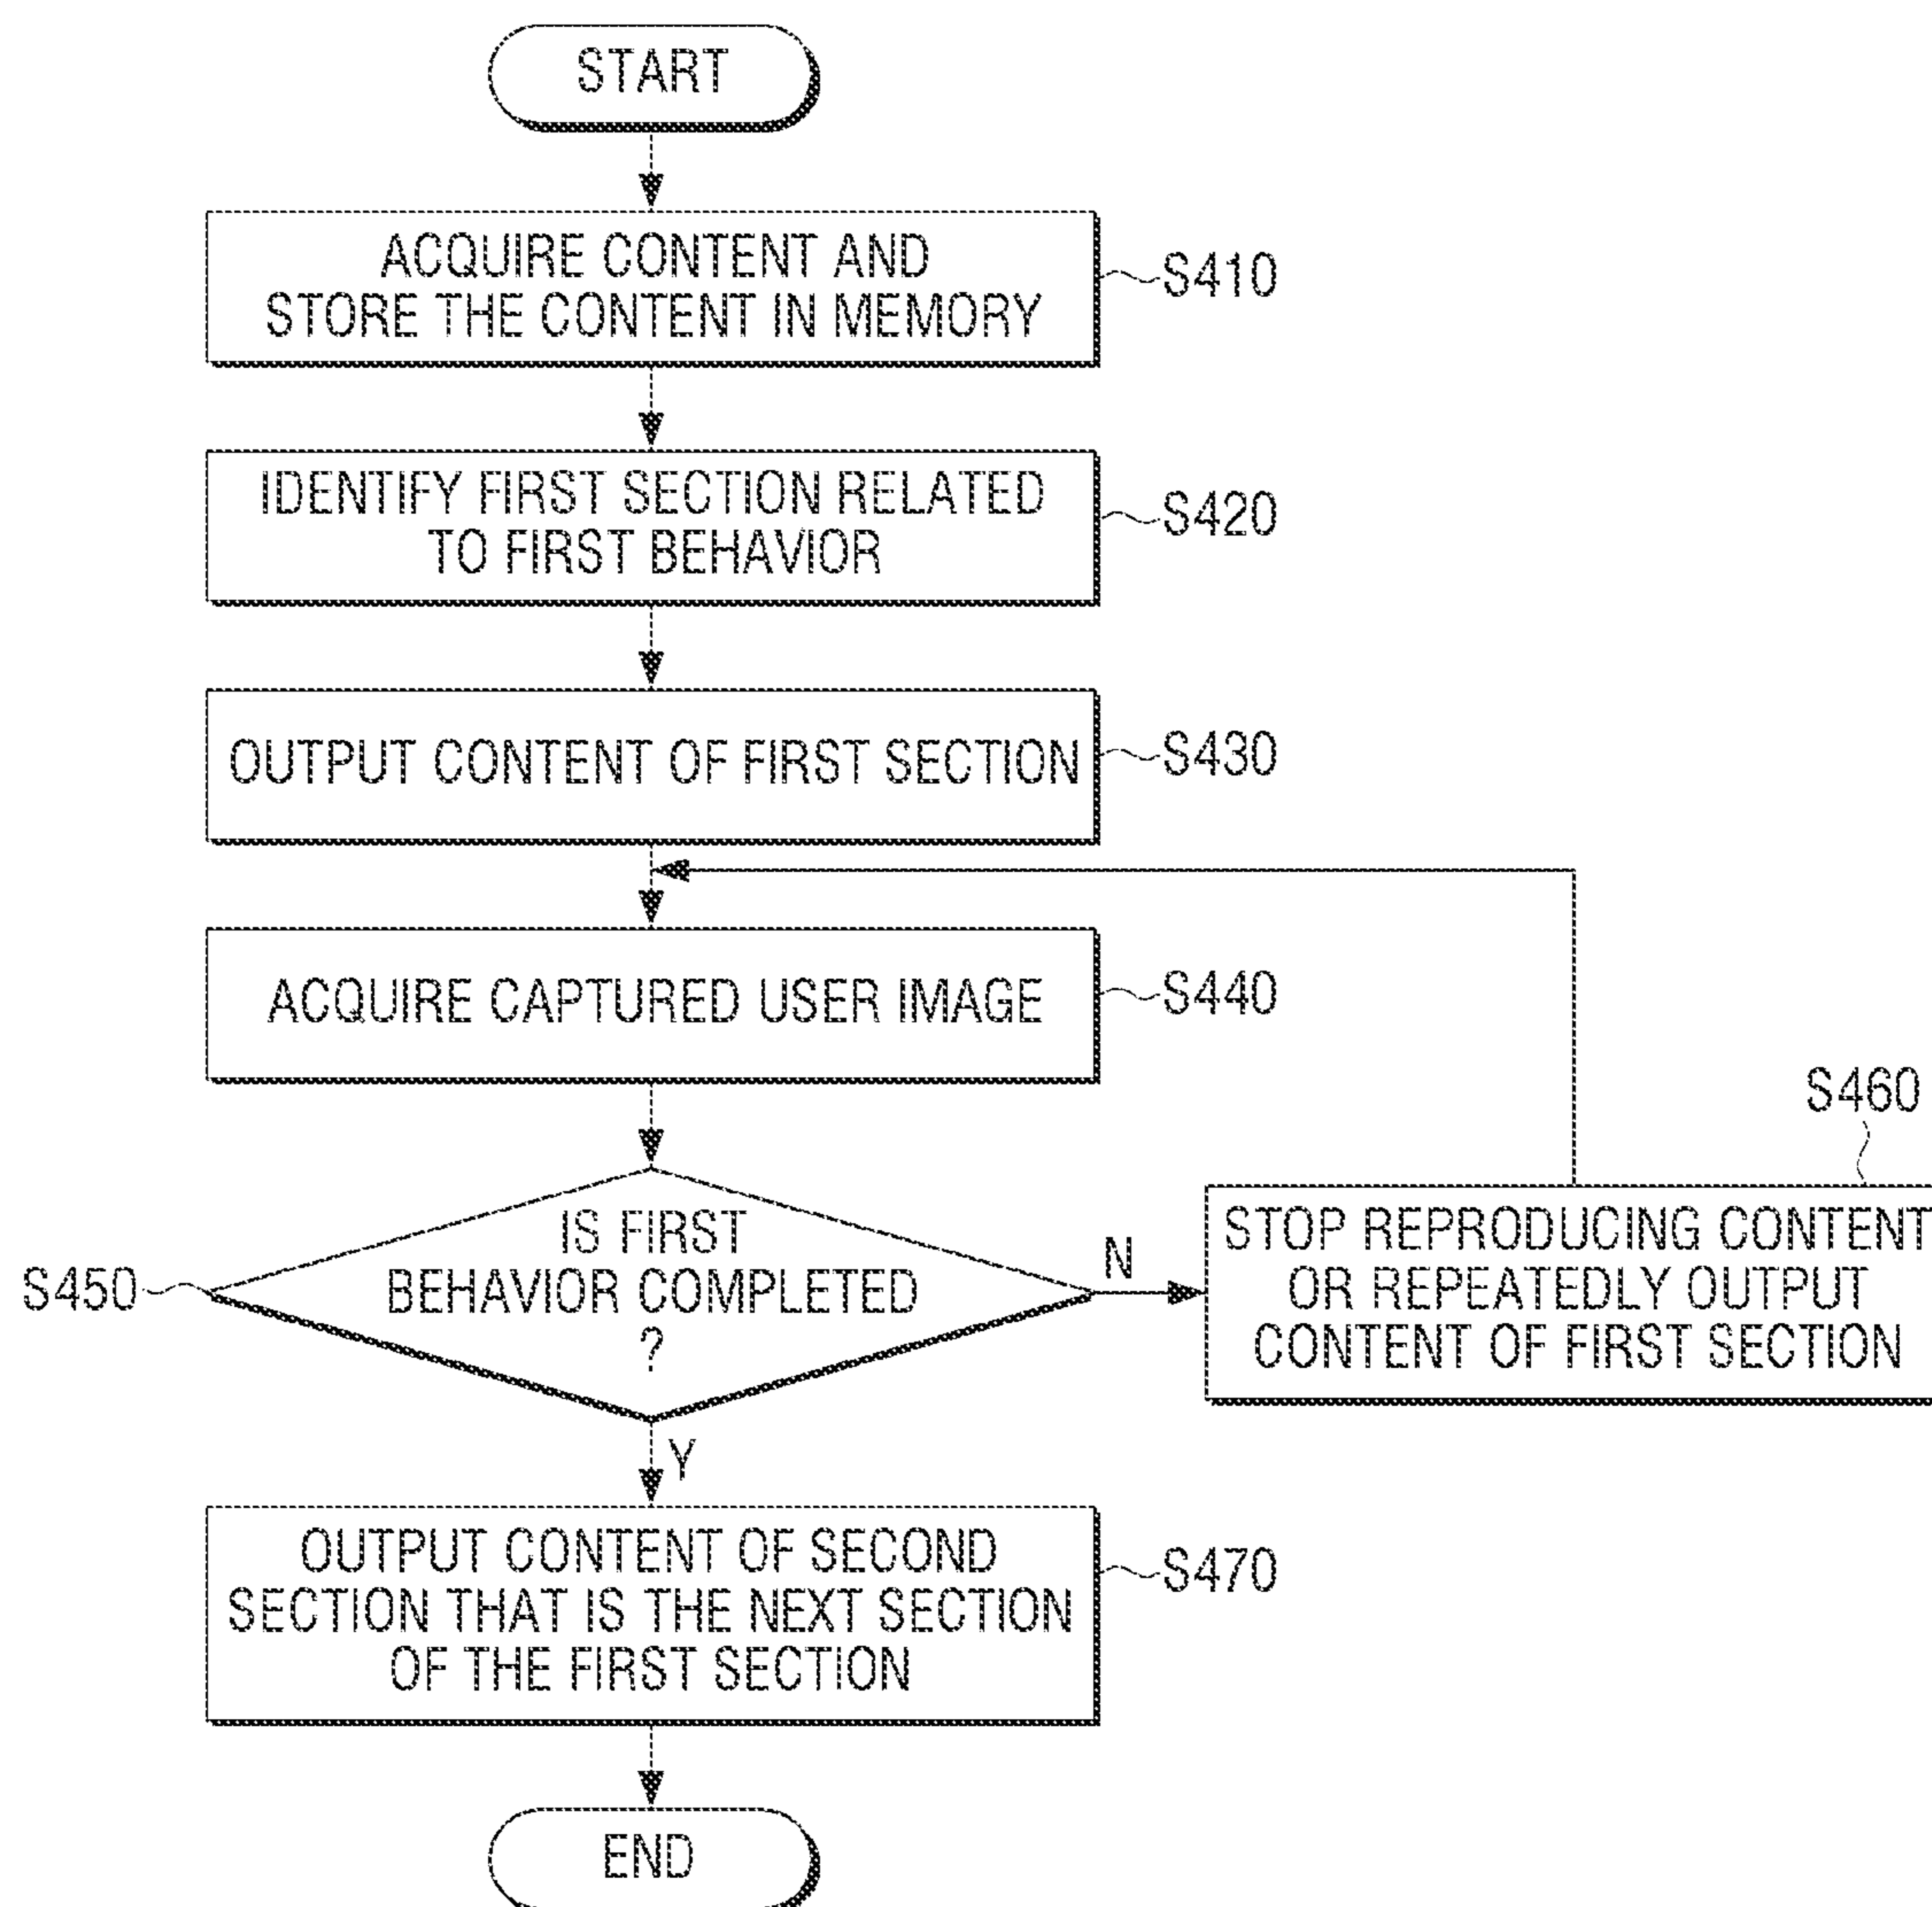 START
ACQUIRE CONTENT AND
STORE THE CONTENT IN MEMORY
S410
IDENTIFY FIRST SECTION RELATED
TO FIRST BEHAVIOR
S420
OUTPUT CONTENT OF FIRST SECTION
S430
ACQUIRE CAPTURED USER IMAGE
S440
IS FIRST
BEHAVIOR COMPLETED
?
S450
N
S460
STOP REPRODUCING CONTENT
OR REPEATEDLY OUTPUT
CONTENT OF FIRST SECTION
Y
OUTPUT CONTENT OF SECOND
SECTION THAT IS THE NEXT SECTION
OF THE FIRST SECTION
S470
END